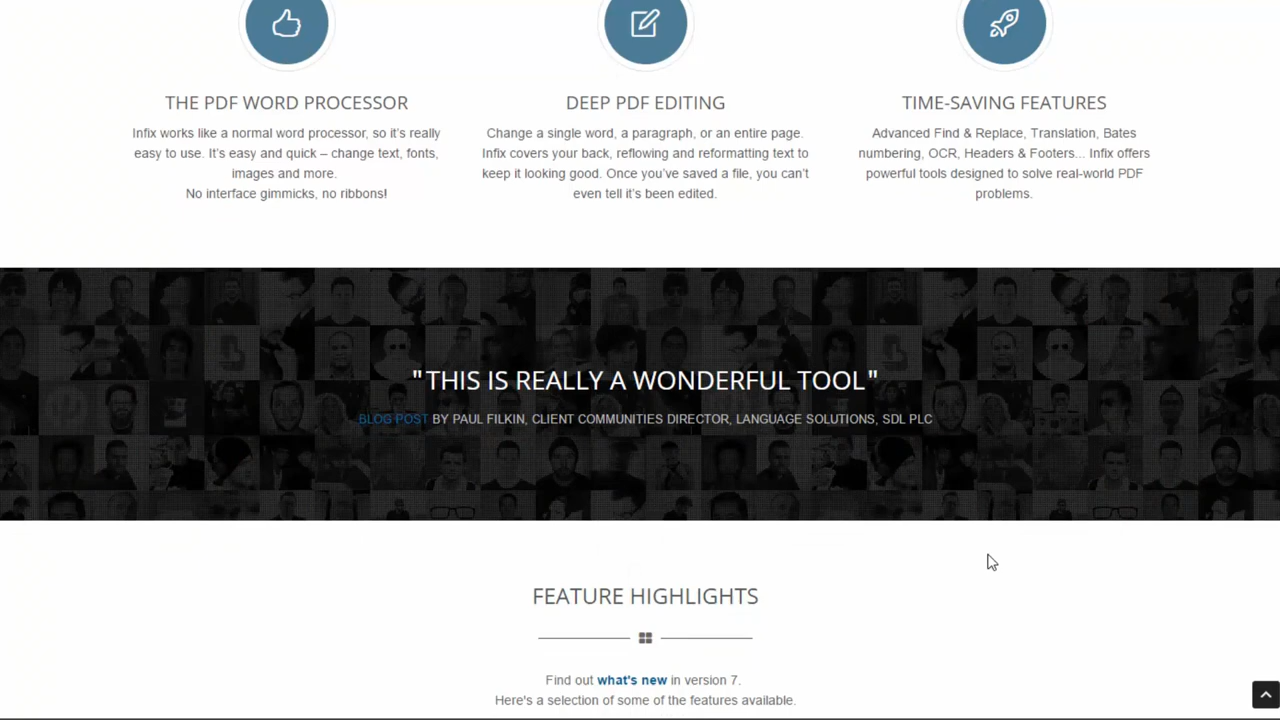 THE PDF WORD PROCESSOR
Infix works like a normal word processor, so it's really
easy to use. It's easy and quick – change text, fonts,
images and more.
No interface gimmicks, no ribbons!
DEEP PDF EDITING
Change a single word, a paragraph, or an entire page.
Infix covers your back, reflowing and reformatting text to
keep it looking good. Once you've saved a file, you can't
even tell it's been edited.
TIME-SAVING FEATURES
Advanced Find & Replace, Translation, Bates
numbering, OCR, Headers & Footers... Infix offers
powerful tools designed to solve real-world PDF
problems.
"THIS IS REALLY A WONDERFUL TOOL"
BLOG POST BY PAUL FILKIN, CLIENT COMMUNITIES DIRECTOR, LANGUAGE SOLUTIONS, SDL PLC
FEATURE HIGHLIGHTS
Find out what's new in version 7.
Here's a selection of some of the features available.